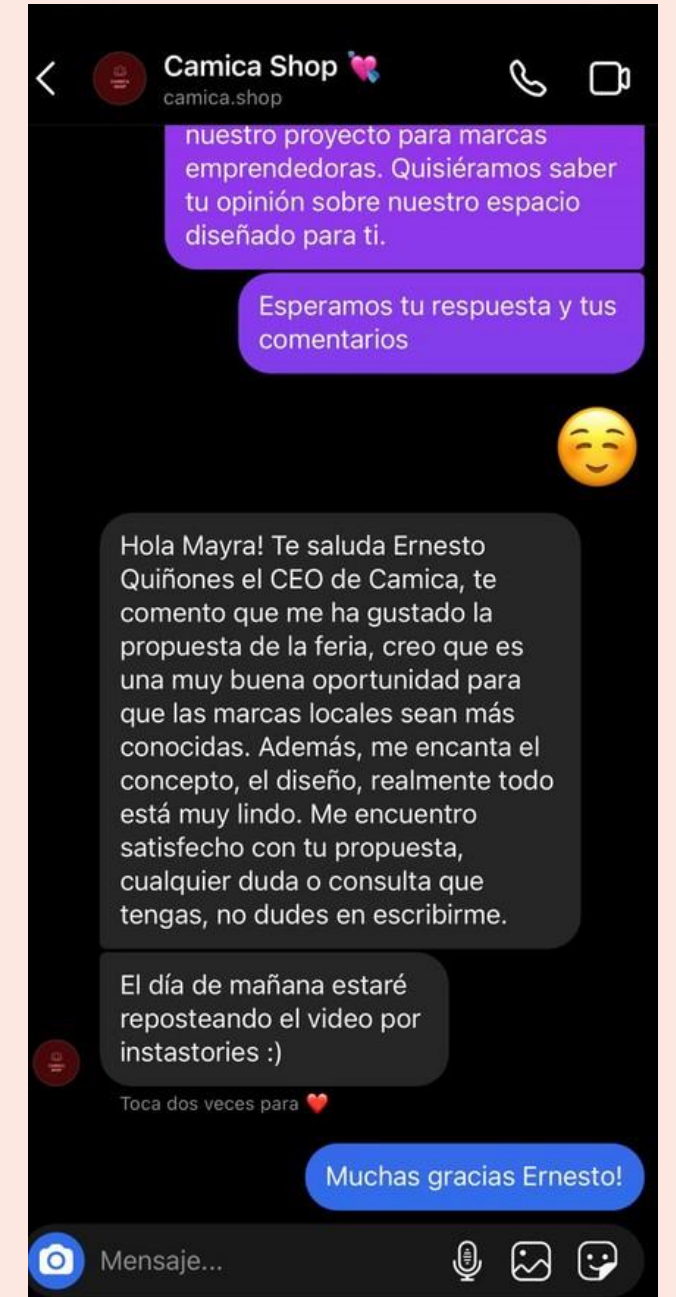 Camica Shop 💘
camica.shop
nuestro proyecto para marcas
emprendedoras. Quisiéramos saber
tu opinión sobre nuestro espacio
diseñado para ti.
Esperamos tu respuesta y tus
comentarios
Hola Mayra! Te saluda Ernesto
Quiñones el CEO de Camica, te
comento que me ha gustado la
propuesta de la feria, creo que es
una muy buena oportunidad para
que las marcas locales sean más
conocidas. Además, me encanta el
concepto, el diseño, realmente todo
está muy lindo. Me encuentro
satisfecho con tu propuesta,
cualquier duda o consulta que
tengas, no dudes en escribirme.
El día de mañana estaré
reposteando el video por
instastories :)
Toca dos veces para ❤️
Muchas gracias Ernesto!
Mensaje...